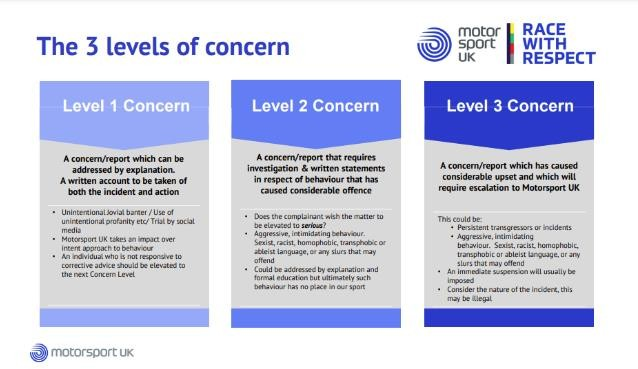 The 3 levels of concern
motor
sport
UK
RACE
WITH
RESPECT
Level 1 Concern
A concern/report which can be
addressed by explanation.
A written account to be taken of
both the incident and action
• Unintentional Jovial banter / Use of
unintentional profanity etc/ Trial by social
media
• Motorsport UK takes an impact over
intent approach to behaviour
• An individual who is not responsive to
corrective advice should be elevated to
the next Concern Level
Level 2 Concern
A concern/report that requires
investigation & written statements
in respect of behaviour that has
caused considerable offence
• Does the complainant wish the matter to
be elevated to serious?
• Aggressive, intimidating behaviour.
Sexist, racist, homophobic, transphobic or
ableist language, or any slurs that may
offend
• Could be addressed by explanation and
formal education but ultimately such
behaviour has no place in our sport
Level 3 Concern
A concern/report which has caused
considerable upset and which will
require escalation to Motorsport UK
This could be:
• Persistent transgressors or incidents
• Aggressive, intimidating
behaviour. Sexist, racist, homophobic,
transphobic or ableist language, or any
slurs that may offend
• An immediate suspension will usually be
imposed
• Consider the nature of the incident, this
may be illegal
motorsport UK